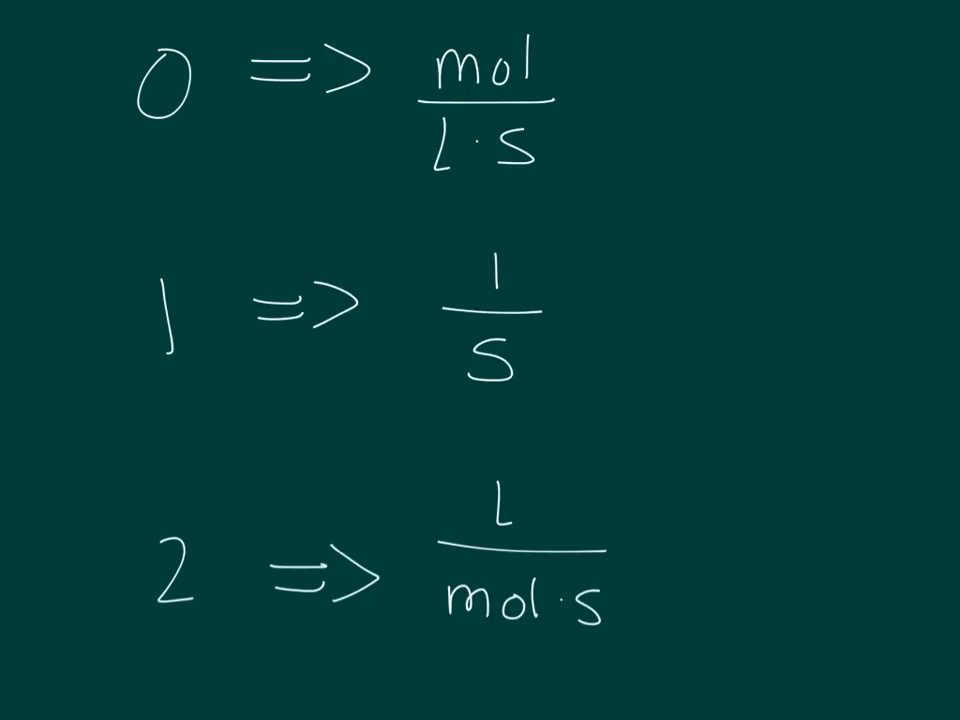 0 => mol
L · s
1 => 1
s
2 => L
mol · s